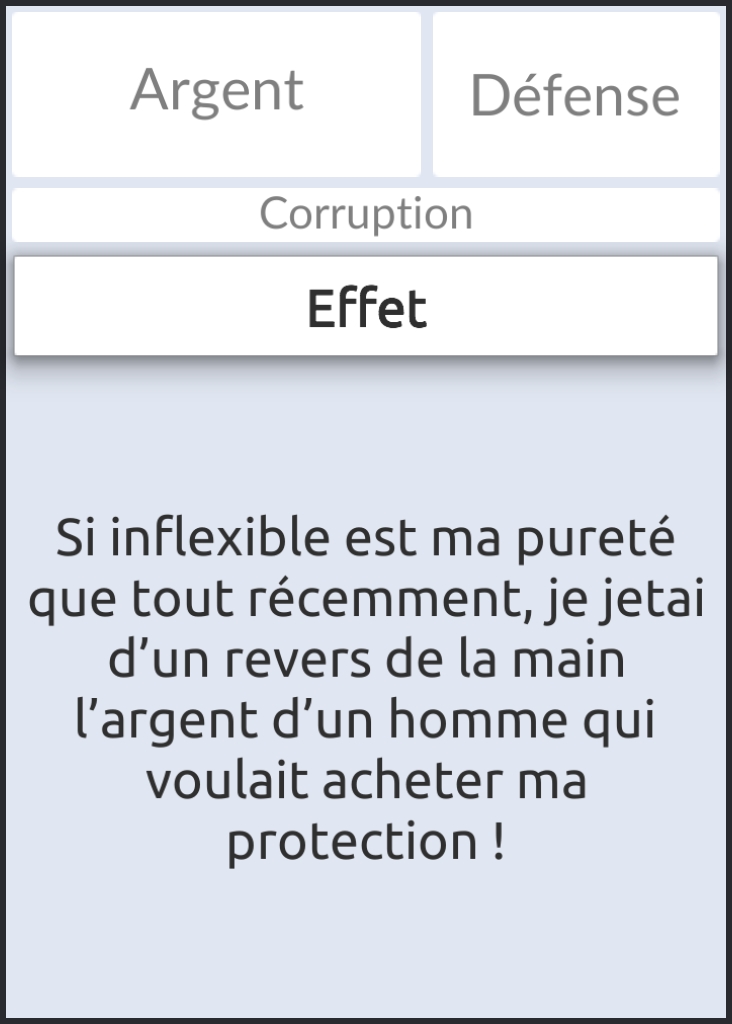 Argent
Défense
Corruption
Effet
Si inflexible est ma pureté
que tout récemment, je jetai
d’un revers de la main
l’argent d’un homme qui
voulait acheter ma
protection !